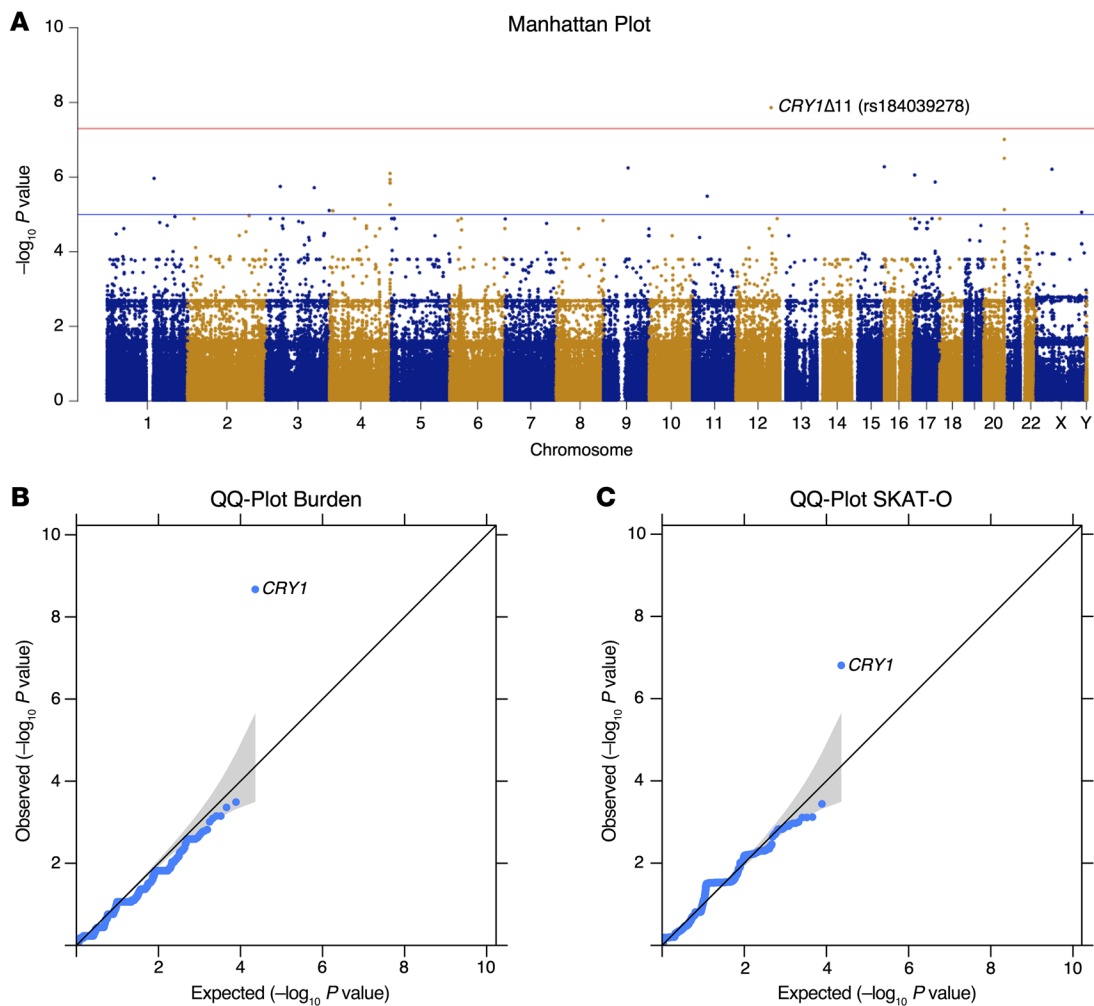 A
Manhattan Plot
10
8
6
4
2
0
–log10 P value
CRY1Δ11 (rs184039278)
1 2 3 4 5 6 7 8 9 10 11 12 13 14 15 16 17 18 20 22 X Y
Chromosome
B
QQ-Plot Burden
10
8
6
4
2
Observed (–log10 P value)
CRY1
2 4 6 8 10
Expected (–log10 P value)
C
QQ-Plot SKAT-O
10
8
6
4
2
Observed (–log10 P value)
CRY1
2 4 6 8 10
Expected (–log10 P value)